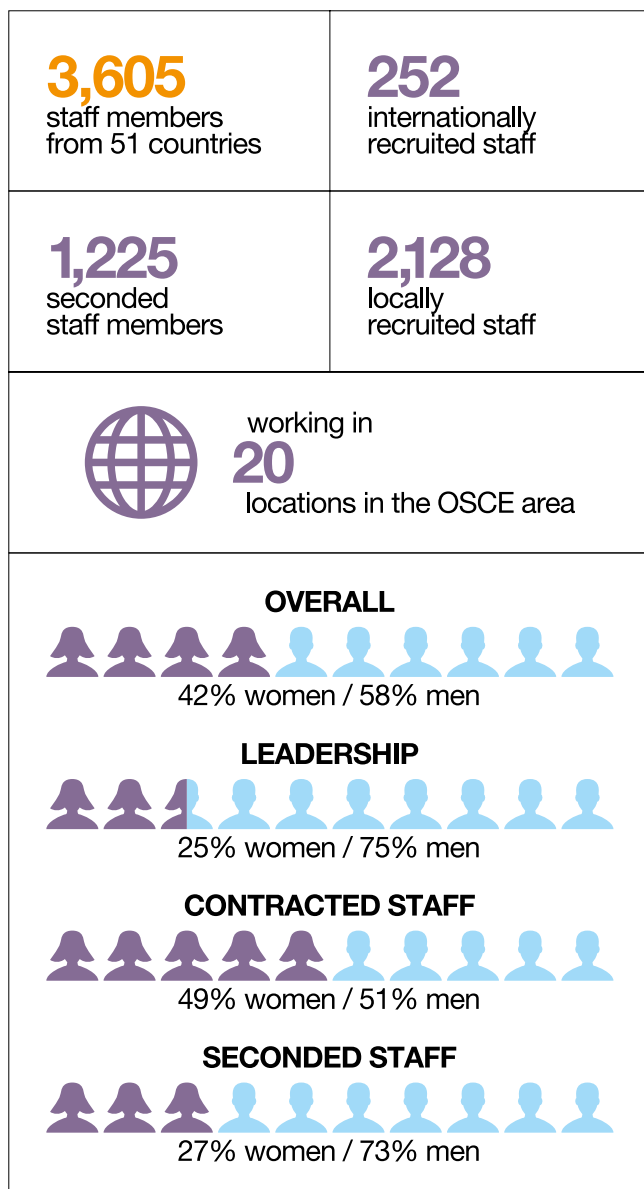 3,605
staff members
from 51 countries
252
internationally
recruited staff
1,225
seconded
staff members
2,128
locally
recruited staff
working in
20
locations in the OSCE area
OVERALL
42% women / 58% men
LEADERSHIP
25% women / 75% men
CONTRACTED STAFF
49% women / 51% men
SECONDED STAFF
27% women / 73% men